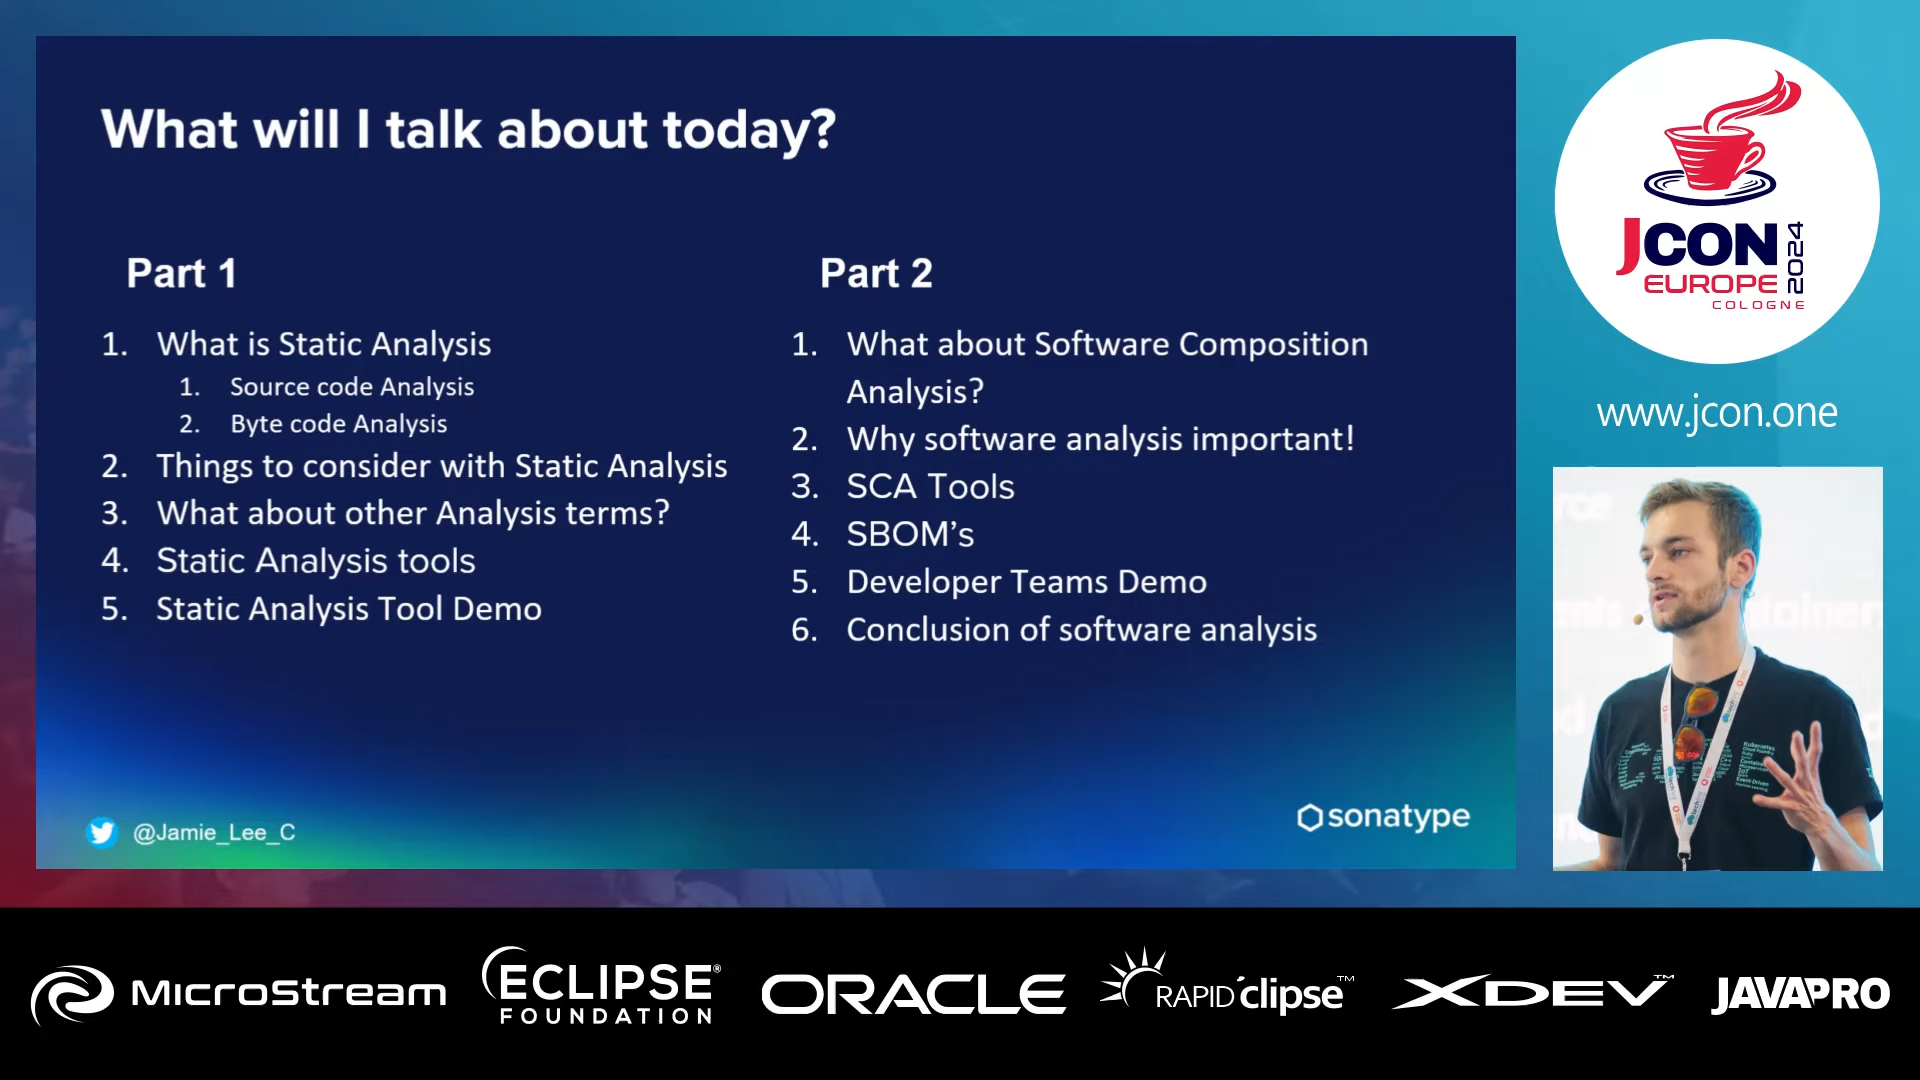 What will I talk about today?
Part 1
1. What is Static Analysis
1. Source code Analysis
2. Byte code Analysis
2. Things to consider with Static Analysis
3. What about other Analysis terms?
4. Static Analysis tools
5. Static Analysis Tool Demo
Part 2
1. What about Software Composition
Analysis?
2. Why software analysis important!
3. SCA Tools
4. SBOM's
5. Developer Teams Demo
6. Conclusion of software analysis
@Jamie_Lee_C
sonatype
JCON
EUROPE
2024
COLOGNE
www.jcon.one
MicroStream
ECLIPSE®
FOUNDATION
ORACLE
RAPID'clipse™
XDEV™
JAVAPRO